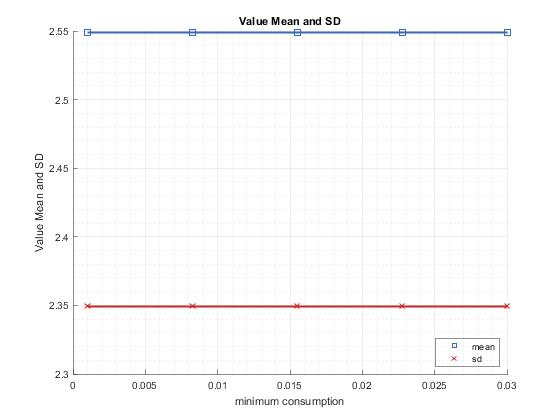 Value Mean and SD
2.55
2.5
2.45
2.4
2.35
2.3
Value Mean and SD
mean
sd
0 0.005 0.01 0.015 0.02 0.025 0.03
minimum consumption